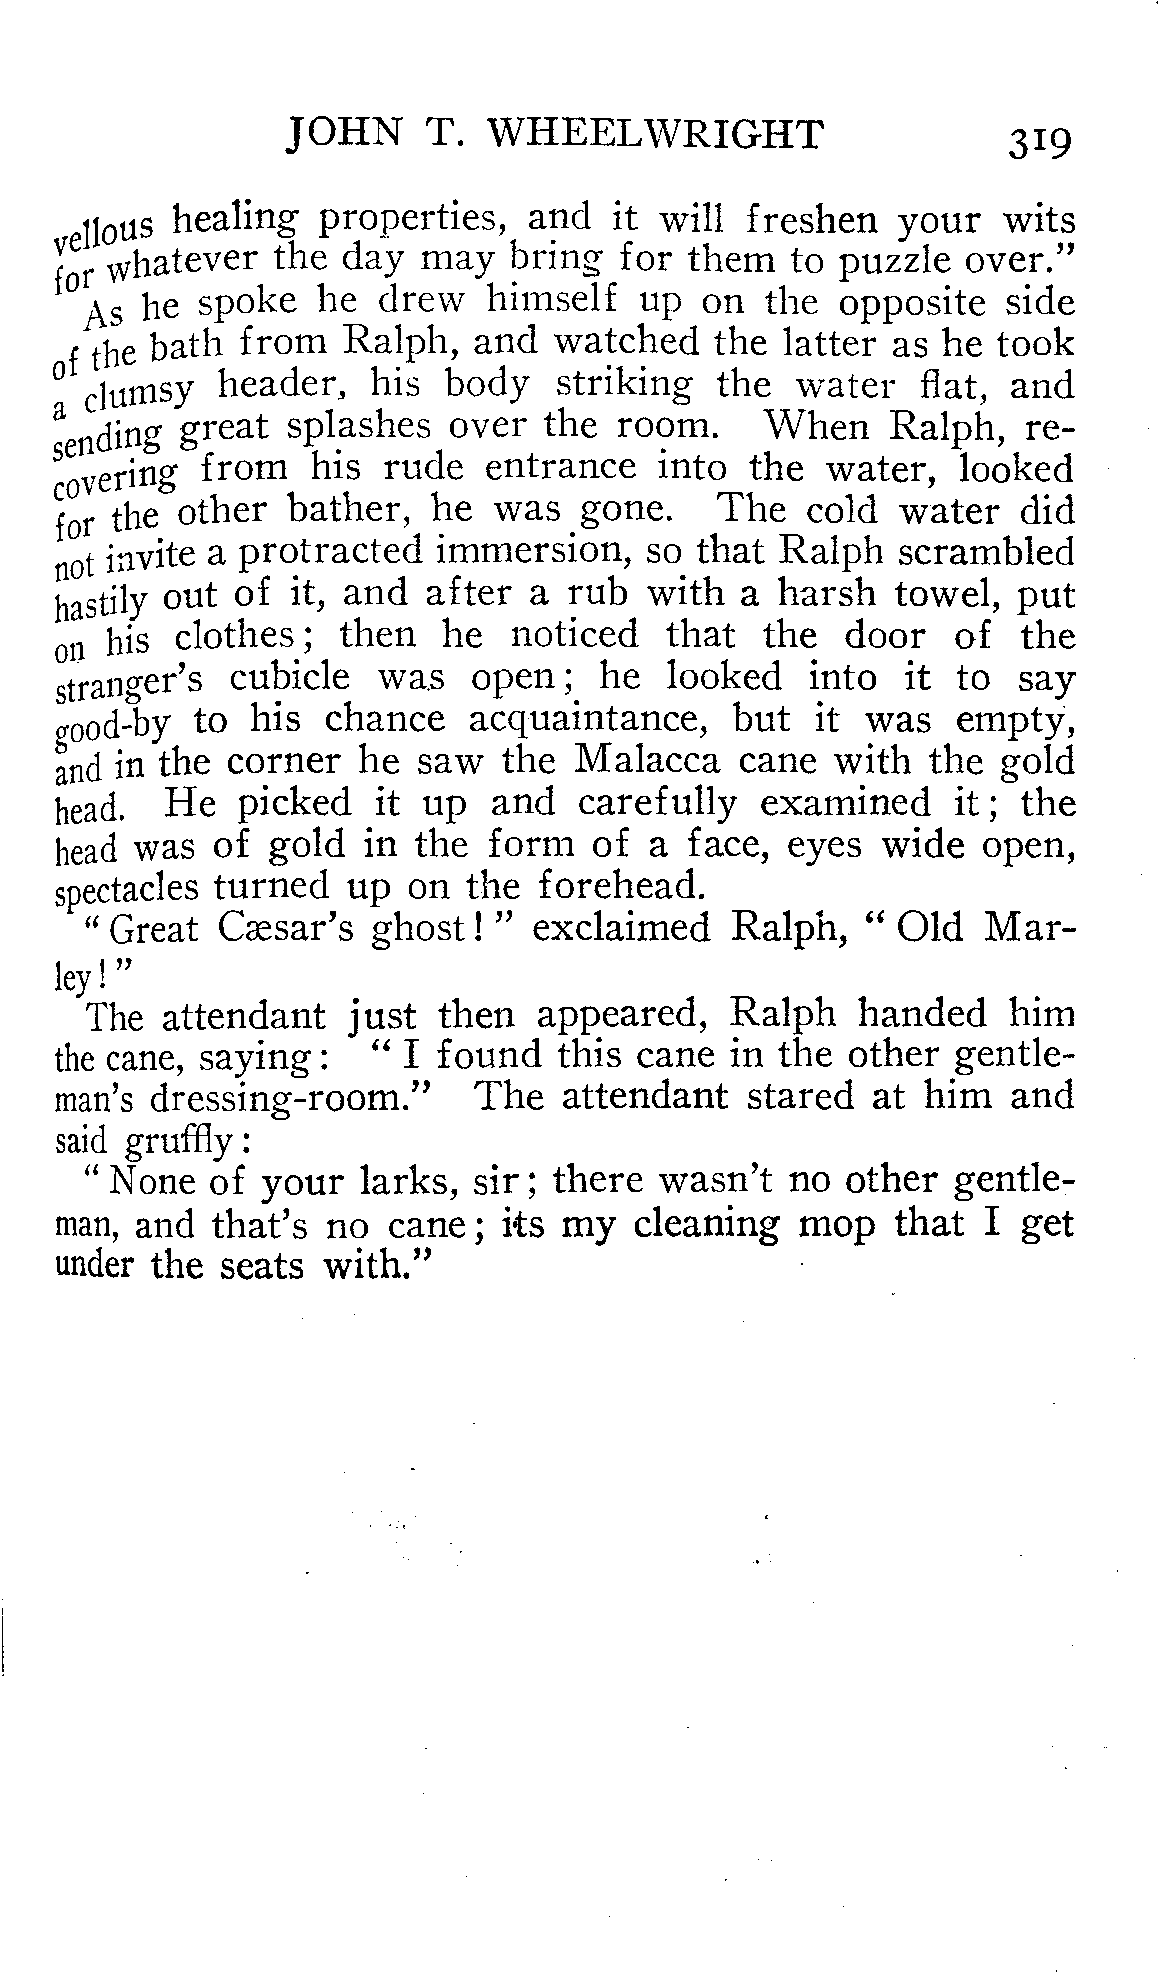 JOHN T. WHEELWRIGHT 319
vellous healing properties, and it will freshen your wits
for whatever the day may bring for them to puzzle over.”
As he spoke he drew himself up on the opposite side
of the bath from Ralph, and watched the latter as he took
a clumsy header, his body striking the water flat, and
sending great splashes over the room. When Ralph, re-
covering from his rude entrance into the water, looked
for the other bather, he was gone. The cold water did
not invite a protracted immersion, so that Ralph scrambled
hastily out of it, and after a rub with a harsh towel, put
on his clothes; then he noticed that the door of the
stranger’s cubicle was open; he looked into it to say
good-by to his chance acquaintance, but it was empty,
and in the corner he saw the Malacca cane with the gold
head. He picked it up and carefully examined it; the
head was of gold in the form of a face, eyes wide open,
spectacles turned up on the forehead.
“Great Cæsar’s ghost!” exclaimed Ralph, “Old Mar-
ley!”
The attendant just then appeared, Ralph handed him
the cane, saying: “I found this cane in the other gentle-
man’s dressing-room.” The attendant stared at him and
said gruffly:
“None of your larks, sir; there wasn’t no other gentle-
man, and that’s no cane; its my cleaning mop that I get
under the seats with.”